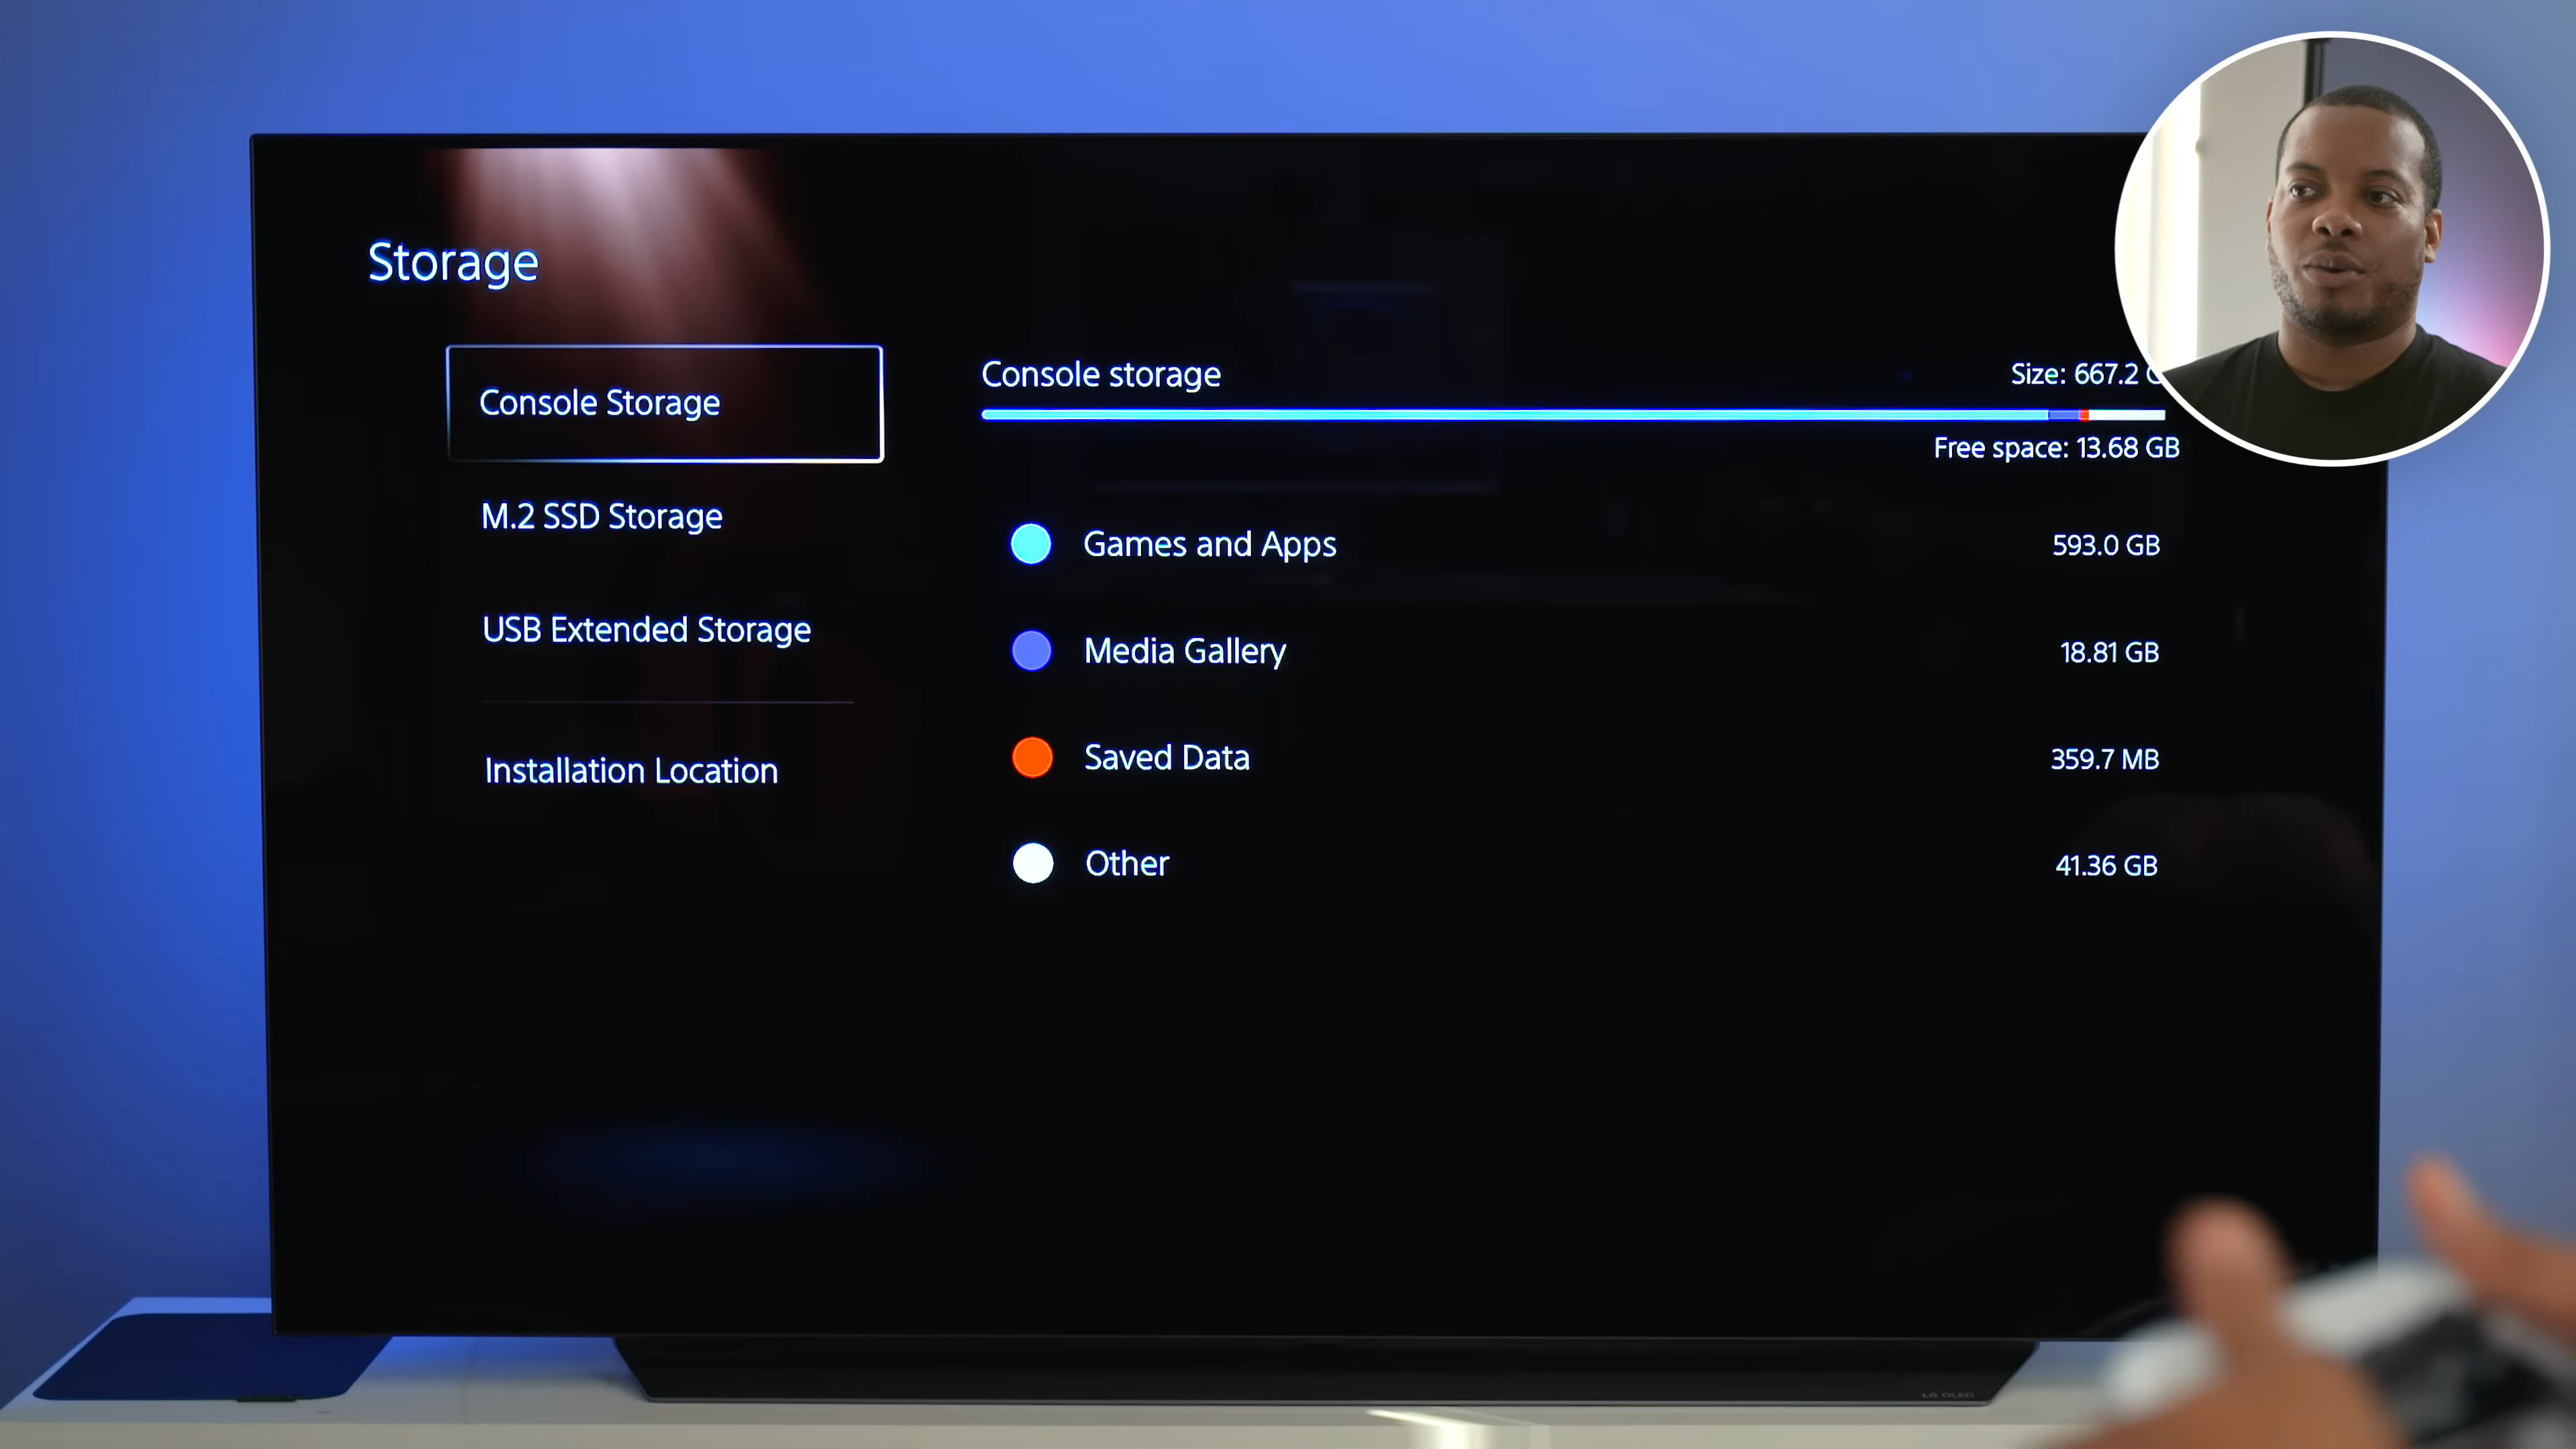 Storage
Console Storage
M.2 SSD Storage
USB Extended Storage
Installation Location
Console storage
Size: 667.2
Free space: 13.68 GB
Games and Apps
593.0 GB
Media Gallery
18.81 GB
Saved Data
359.7 MB
Other
41.36 GB
LG OLED